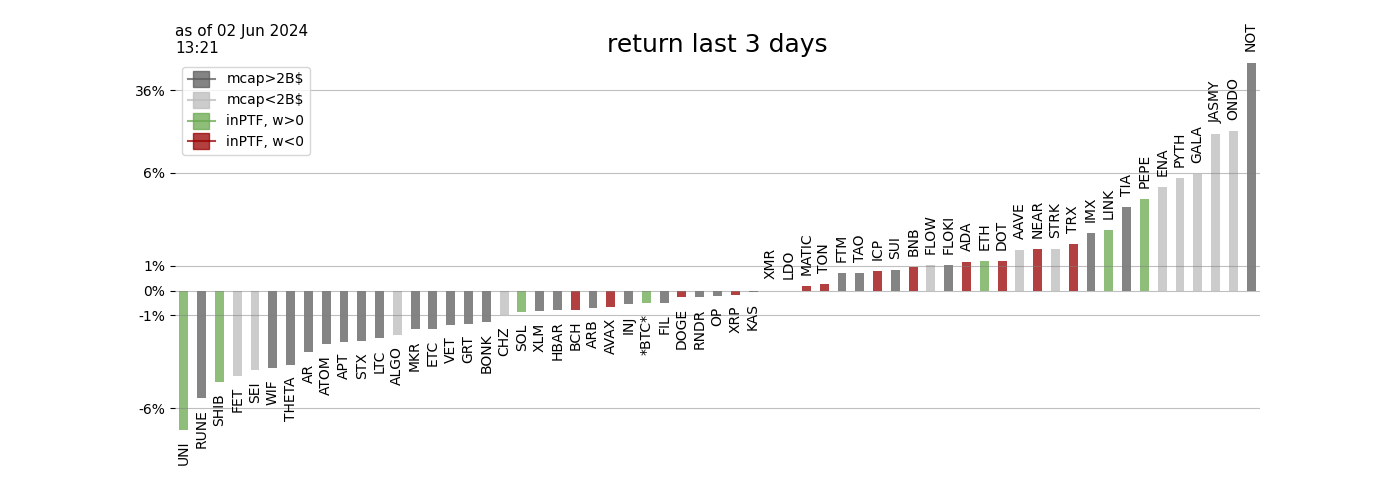 as of 02 Jun 2024
13:21
return last 3 days
mcap>2B$
mcap<2B$
inPTF, w>0
inPTF, w<0
36%
6%
1%
0%
-1%
-6%
UNI
RUNE
SHIB
FET
SEI
WIF
THETA
AR
ATOM
APT
STX
LTC
ALGO
MKR
ETC
VET
GRT
BONK
CHZ
SOL
XLM
HBAR
BCH
ARB
AVAX
INJ
*BTC*
FIL
DOGE
RNDR
OP
XRP
KAS
XMR
LDO
MATIC
TON
FTM
TAO
ICP
SUI
BNB
FLOW
FLOKI
ADA
ETH
DOT
AAVE
NEAR
STRK
TRX
IMX
LINK
TIA
PEPE
ENA
PYTH
GALA
JASMY
ONDO
NOT